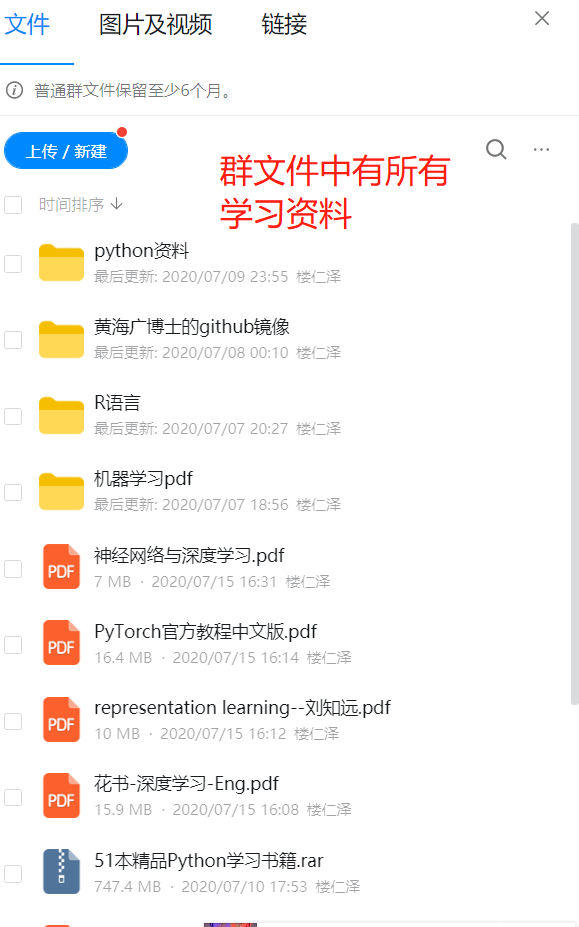 文件 图片及视频 链接
普通群文件保留至少6个月。
上传 / 新建
群文件中有所有
学习资料
时间排序
python资料
最后更新: 2020/07/09 23:55 楼仁泽
黄海广博士的github镜像
最后更新: 2020/07/08 00:10 楼仁泽
R语言
最后更新: 2020/07/07 20:27 楼仁泽
机器学习pdf
最后更新: 2020/07/07 18:56 楼仁泽
PDF
神经网络与深度学习.pdf
7 MB · 2020/07/15 16:31 楼仁泽
PDF
PyTorch官方教程中文版.pdf
16.4 MB · 2020/07/15 16:14 楼仁泽
PDF
representation learning--刘知远.pdf
10 MB · 2020/07/15 16:12 楼仁泽
PDF
花书-深度学习-Eng.pdf
15.9 MB · 2020/07/15 16:08 楼仁泽
51本精品Python学习书籍.rar
747.4 MB · 2020/07/10 17:53 楼仁泽